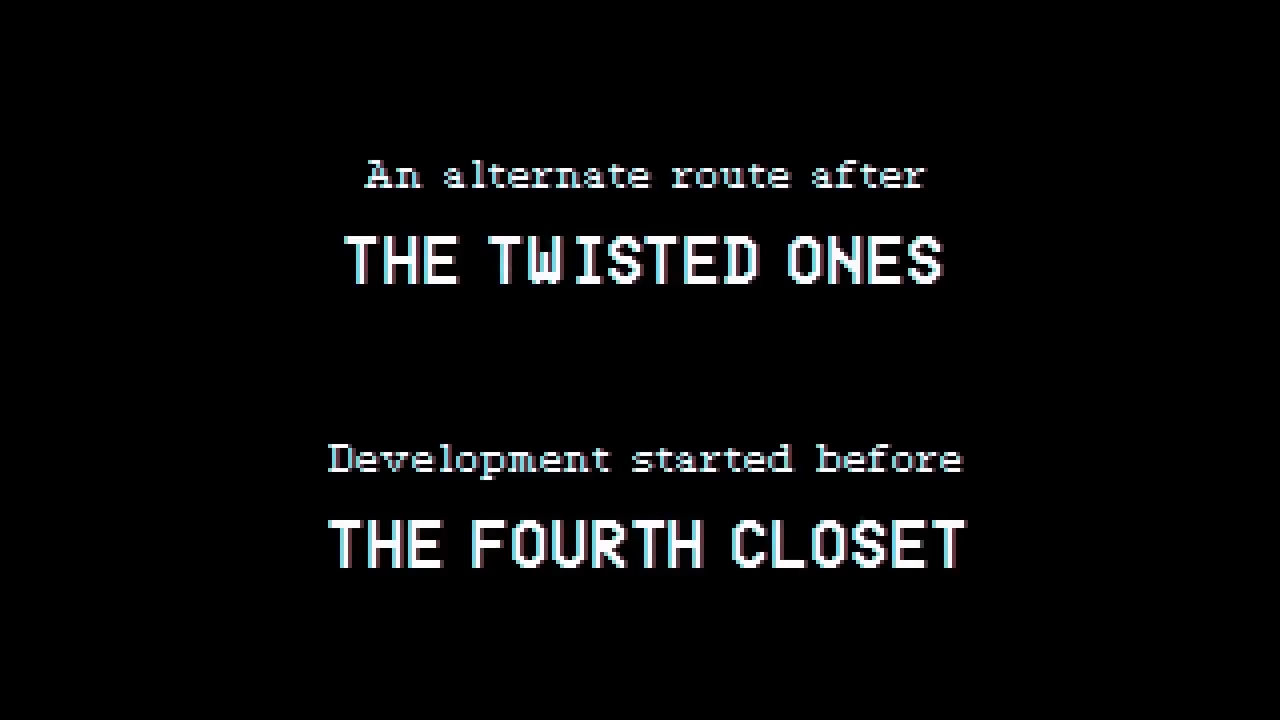 An alternate route after
THE TWISTED ONES
Development started before
THE FOURTH CLOSET